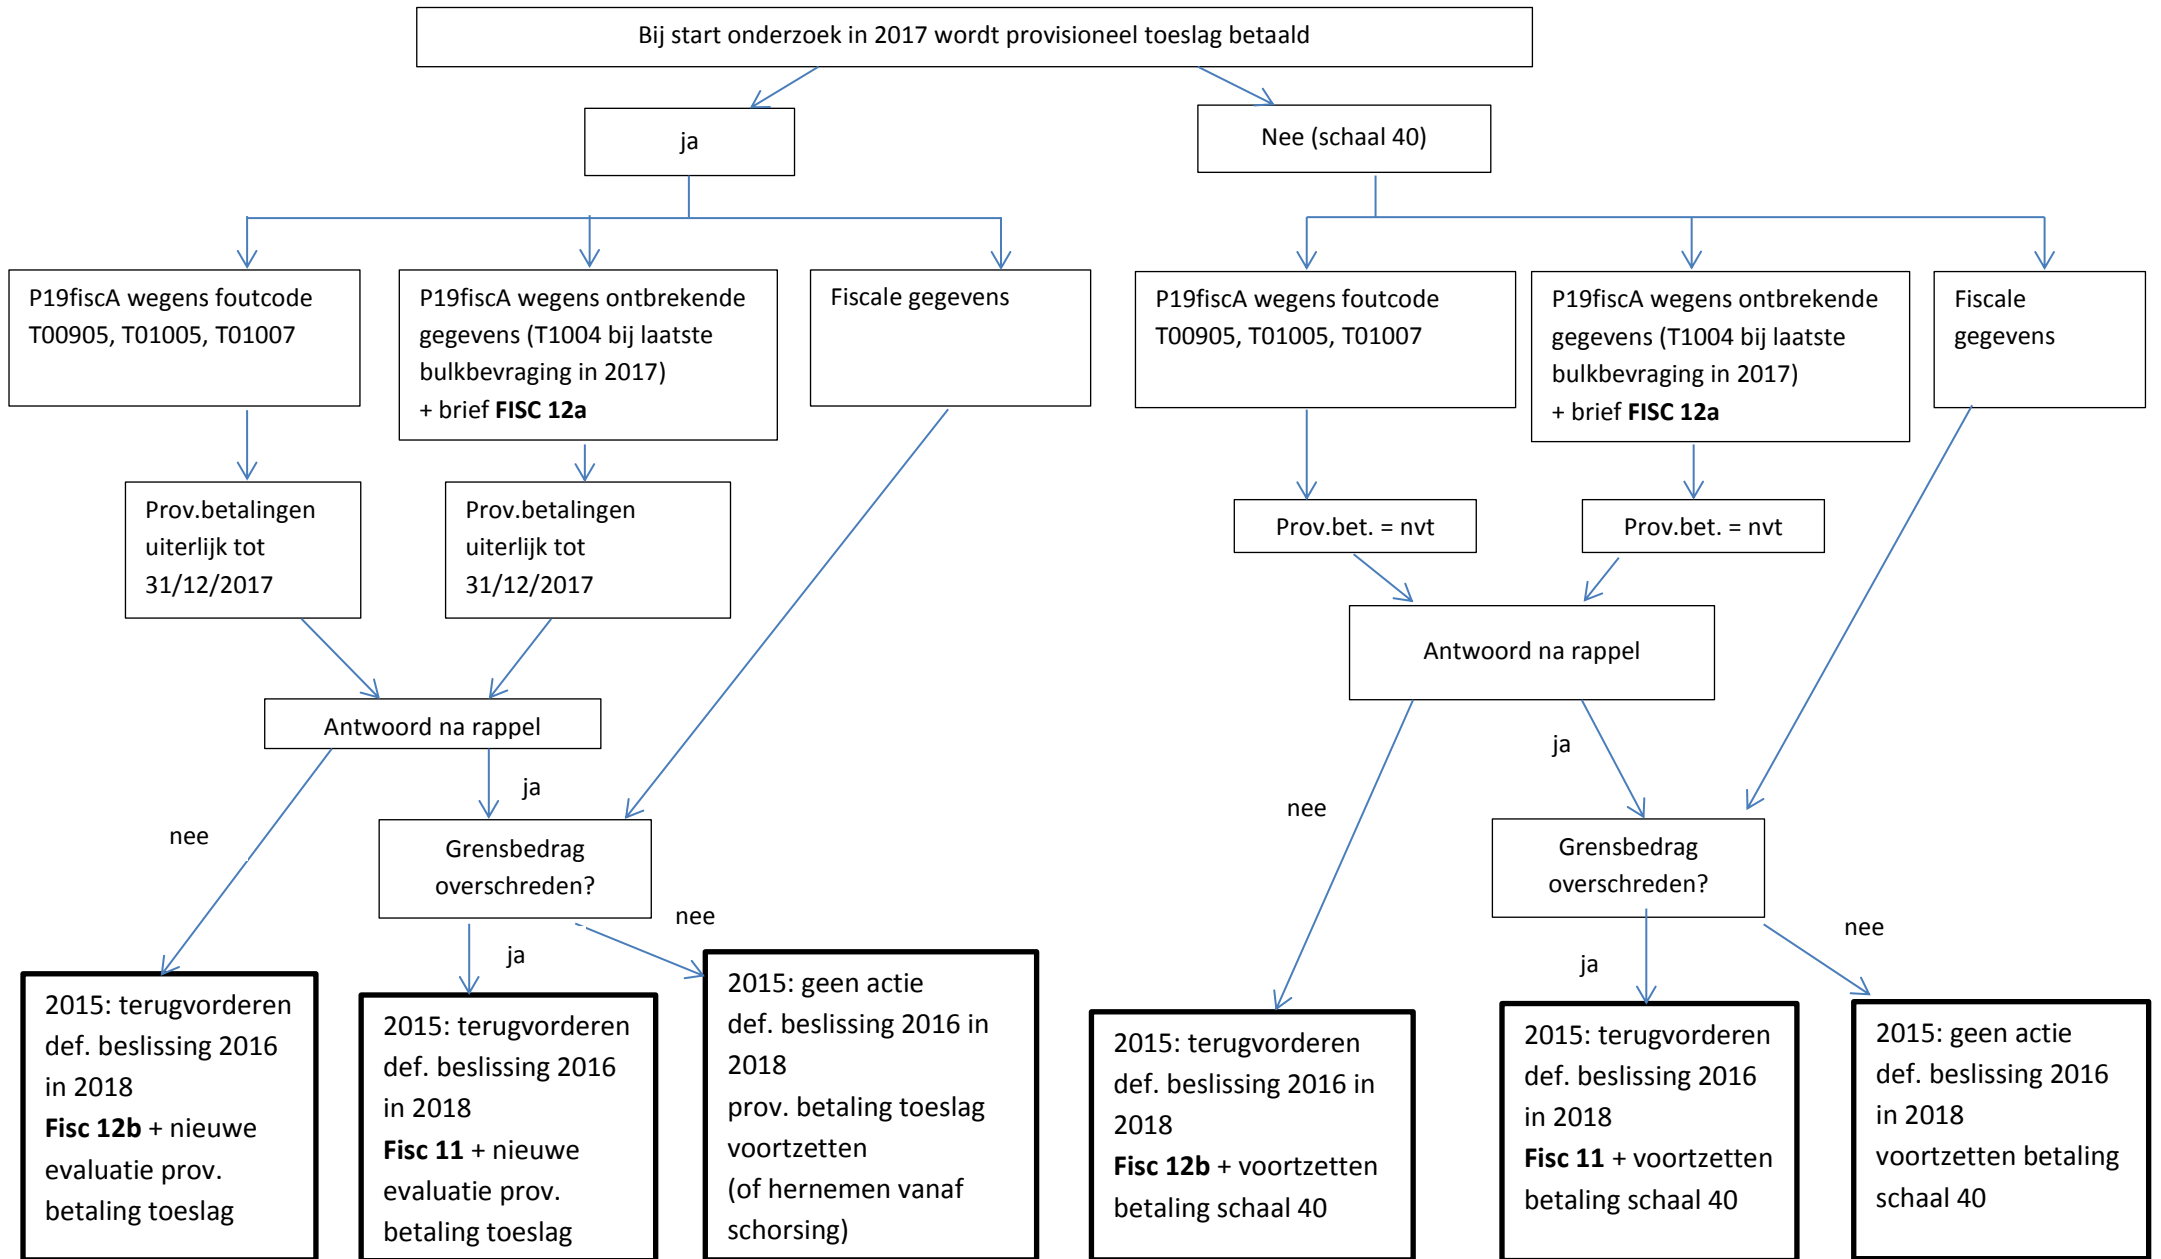 Bij start onderzoek in 2017 wordt provisioneel toeslag betaald
ja
Nee (schaal 40)
P19fiscA wegens foutcode
T00905, T01005, T01007
P19fiscA wegens ontbrekende
gegevens (T1004 bij laatste
bulkbevraging in 2017)
+ brief FISC 12a
Fiscale gegevens
P19fiscA wegens foutcode
T00905, T01005, T01007
P19fiscA wegens ontbrekende
gegevens (T1004 bij laatste
bulkbevraging in 2017)
+ brief FISC 12a
Fiscale
gegevens
Prov.betalingen
uiterlijk tot
31/12/2017
Prov.betalingen
uiterlijk tot
31/12/2017
Prov.bet. = nvt
Prov.bet. = nvt
Antwoord na rappel
Antwoord na rappel
ja
nee
ja
nee
Grensbedrag
overschreden?
Grensbedrag
overschreden?
ja
nee
ja
nee
2015: terugvorderen
def. beslissing 2016
in 2018
Fisc 12b + nieuwe
evaluatie prov.
betaling toeslag
2015: terugvorderen
def. beslissing 2016
in 2018
Fisc 11 + nieuwe
evaluatie prov.
betaling toeslag
2015: geen actie
def. beslissing 2016 in
2018
prov. betaling toeslag
voortzetten
(of hernemen vanaf
schorsing)
2015: terugvorderen
def. beslissing 2016 in
2018
Fisc 12b + voortzetten
betaling schaal 40
2015: terugvorderen
def. beslissing 2016
in 2018
Fisc 11 + voortzetten
betaling schaal 40
2015: geen actie
def. beslissing 2016
in 2018
voortzetten betaling
schaal 40